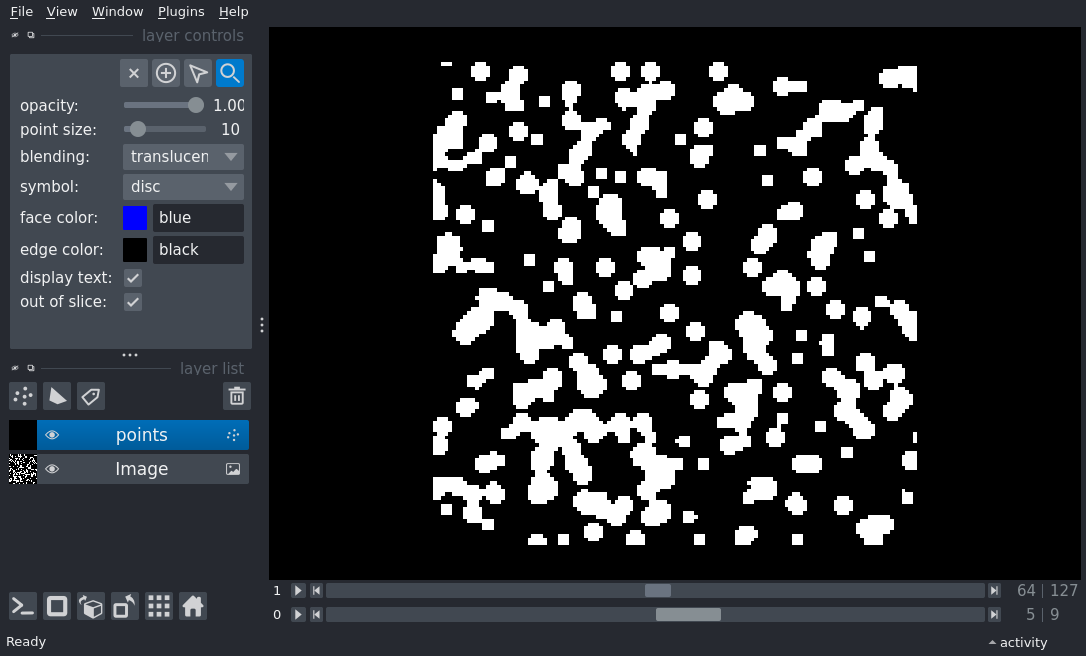 File View Window Plugins Help
layer controls
opacity: 1.00
point size: 10
blending: translucen
symbol: disc
face color: blue
edge color: black
display text:
out of slice:
layer list
points
Image
1 64 127
0 5 9
Ready activity